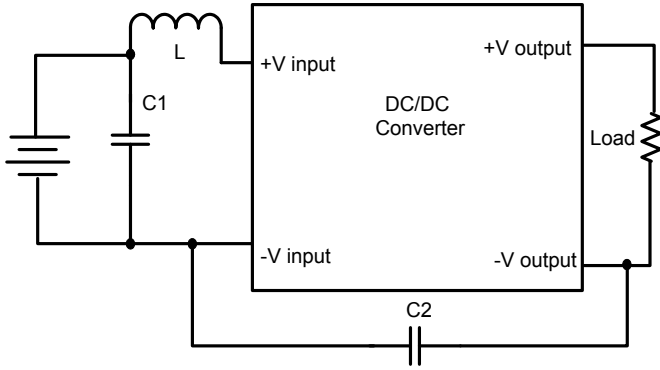 L
+V input
+V output
C1
DC/DC
Converter
Load
-V input
-V output
C2